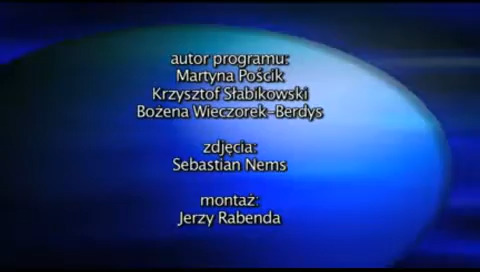 autor programu:
Martyna Pościk
Krzysztof Słabikowski
Bożena Wieczorek-Berdys
zdjęcia:
Sebastian Nems
montaż:
Jerzy Rabenda